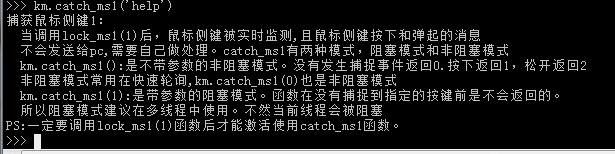 >>> km.catch_ms1('help')
捕获鼠标侧键1:
当调用lock_ms1(1)后，鼠标侧键被实时监测,且鼠标侧键按下和弹起的消息
不会发送给pc,需要自己做处理。catch_ms1有两种模式，阻塞模式和非阻塞模式
km.catch_ms1():是不带参数的非阻塞模式。没有发生捕捉事件返回0.按下返回1，松开返回2
非阻塞模式常用在快速轮询,km.catch_ms1(0)也是非阻塞模式
km.catch_ms1(1):是带参数的阻塞模式。函数在没有捕捉到指定的按键前是不会返回的。
所以阻塞模式建议在多线程中使用。不然当前线程会被阻塞
PS:一定要调用lock_ms1(1)函数后才能激活使用catch_ms1函数。
>>>